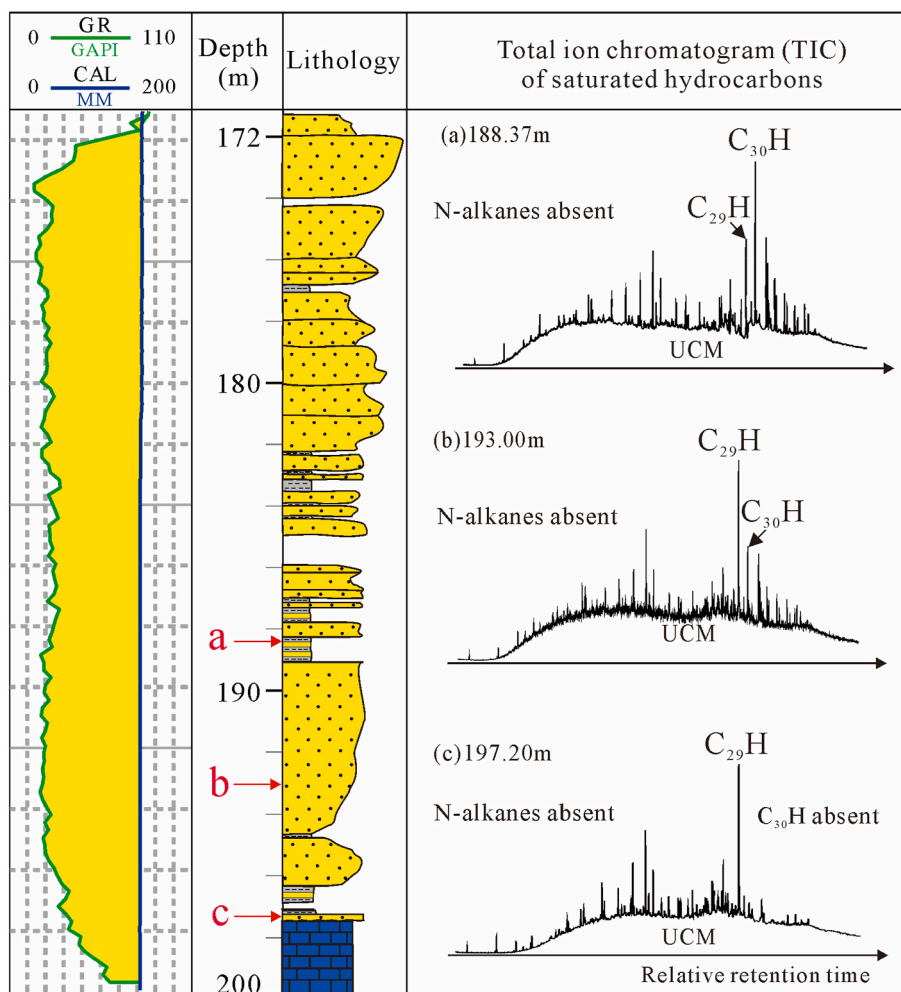 GR
0 110
GAPI
CAL
0 200
MM
Depth
(m)
Lithology
Total ion chromatogram (TIC)
of saturated hydrocarbons
172
180
190
200
a
b
c
(a)188.37m
C₃₀H
N-alkanes absent
C₂₉H
UCM
(b)193.00m
C₂₉H
N-alkanes absent
C₃₀H
UCM
(c)197.20m
C₂₉H
N-alkanes absent
C₃₀H absent
UCM
Relative retention time